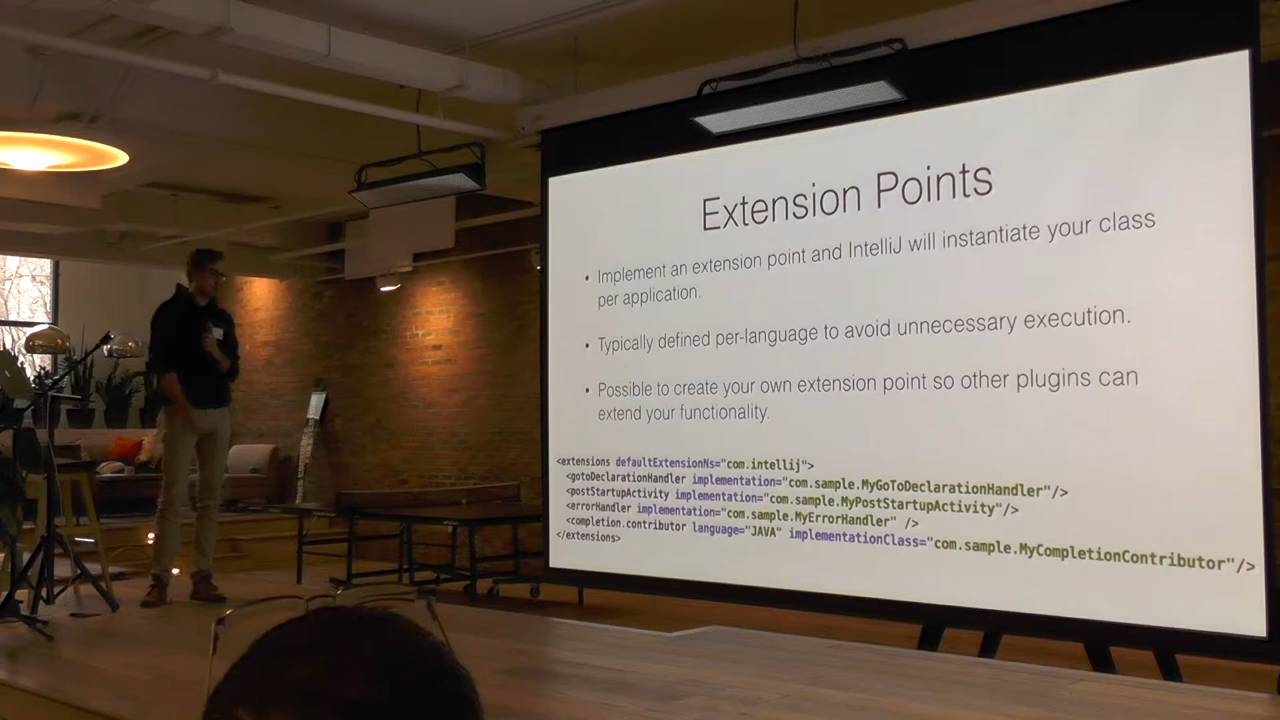 Extension Points
• Implement an extension point and IntelliJ will instantiate your class
per application.
• Typically defined per-language to avoid unnecessary execution.
• Possible to create your own extension point so other plugins can
extend your functionality.
<extensions defaultExtensionNs="com.intellij">
<gotoDeclarationHandler implementation="com.sample.MyGoToDeclarationHandler"/>
<postStartupActivity implementation="com.sample.MyPostStartupActivity"/>
<errorHandler implementation="com.sample.MyErrorHandler" />
<completion.contributor language="JAVA" implementationClass="com.sample.MyCompletionContributor"/>
</extensions>